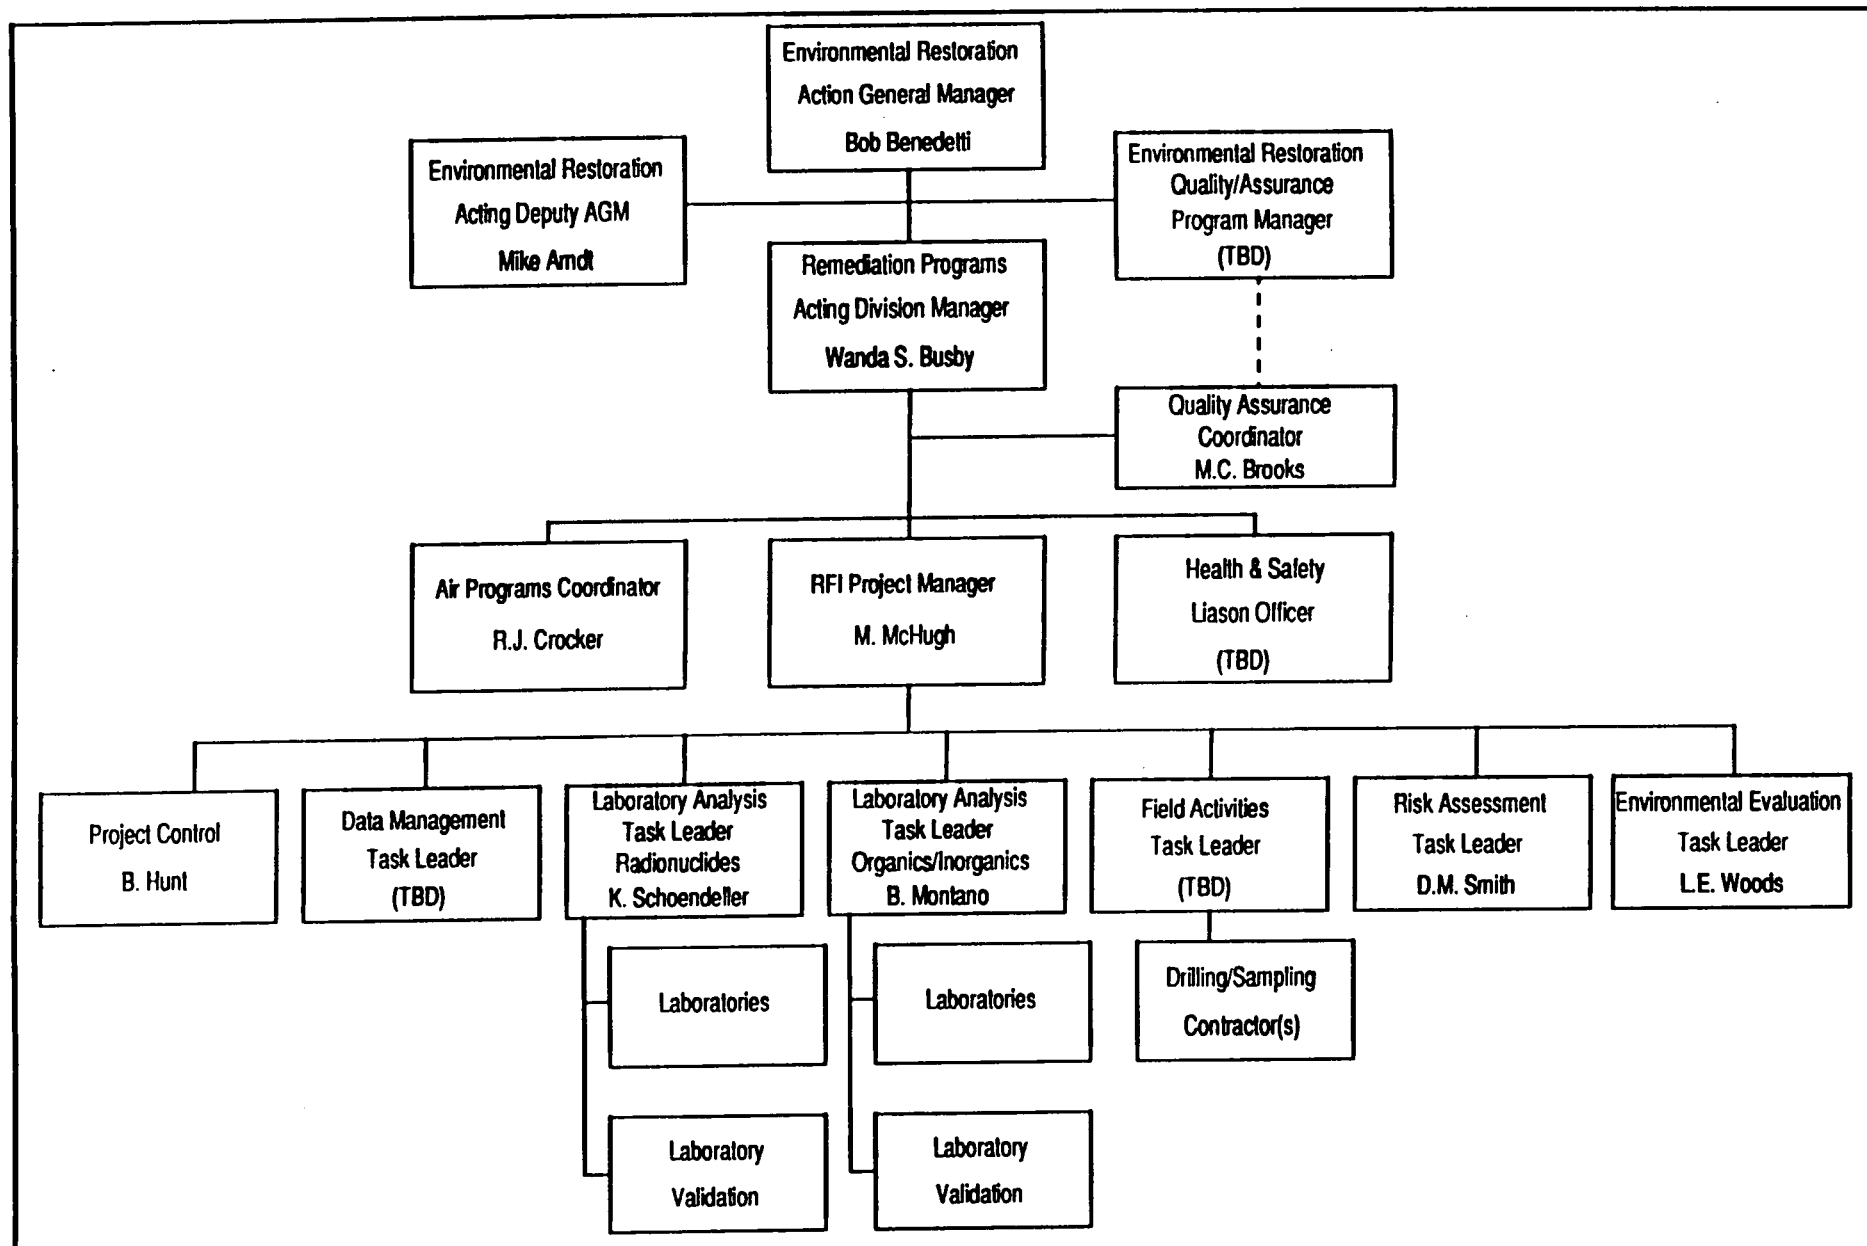 Environmental Restoration
Action General Manager
Bob Benedetti
Environmental Restoration
Acting Deputy AGM
Mike Arndt
Environmental Restoration
Quality/Assurance
Program Manager
(TBD)
Remediation Programs
Acting Division Manager
Wanda S. Busby
Quality Assurance
Coordinator
M.C. Brooks
Air Programs Coordinator
R.J. Crocker
RFI Project Manager
M. McHugh
Health & Safety
Liason Officer
(TBD)
Project Control
B. Hunt
Data Management
Task Leader
(TBD)
Laboratory Analysis
Task Leader
Radionuclides
K. Schoendeller
Laboratory Analysis
Task Leader
Organics/Inorganics
B. Montano
Field Activities
Task Leader
(TBD)
Risk Assessment
Task Leader
D.M. Smith
Environmental Evaluation
Task Leader
L.E. Woods
Laboratories
Laboratories
Drilling/Sampling
Contractor(s)
Laboratory
Validation
Laboratory
Validation